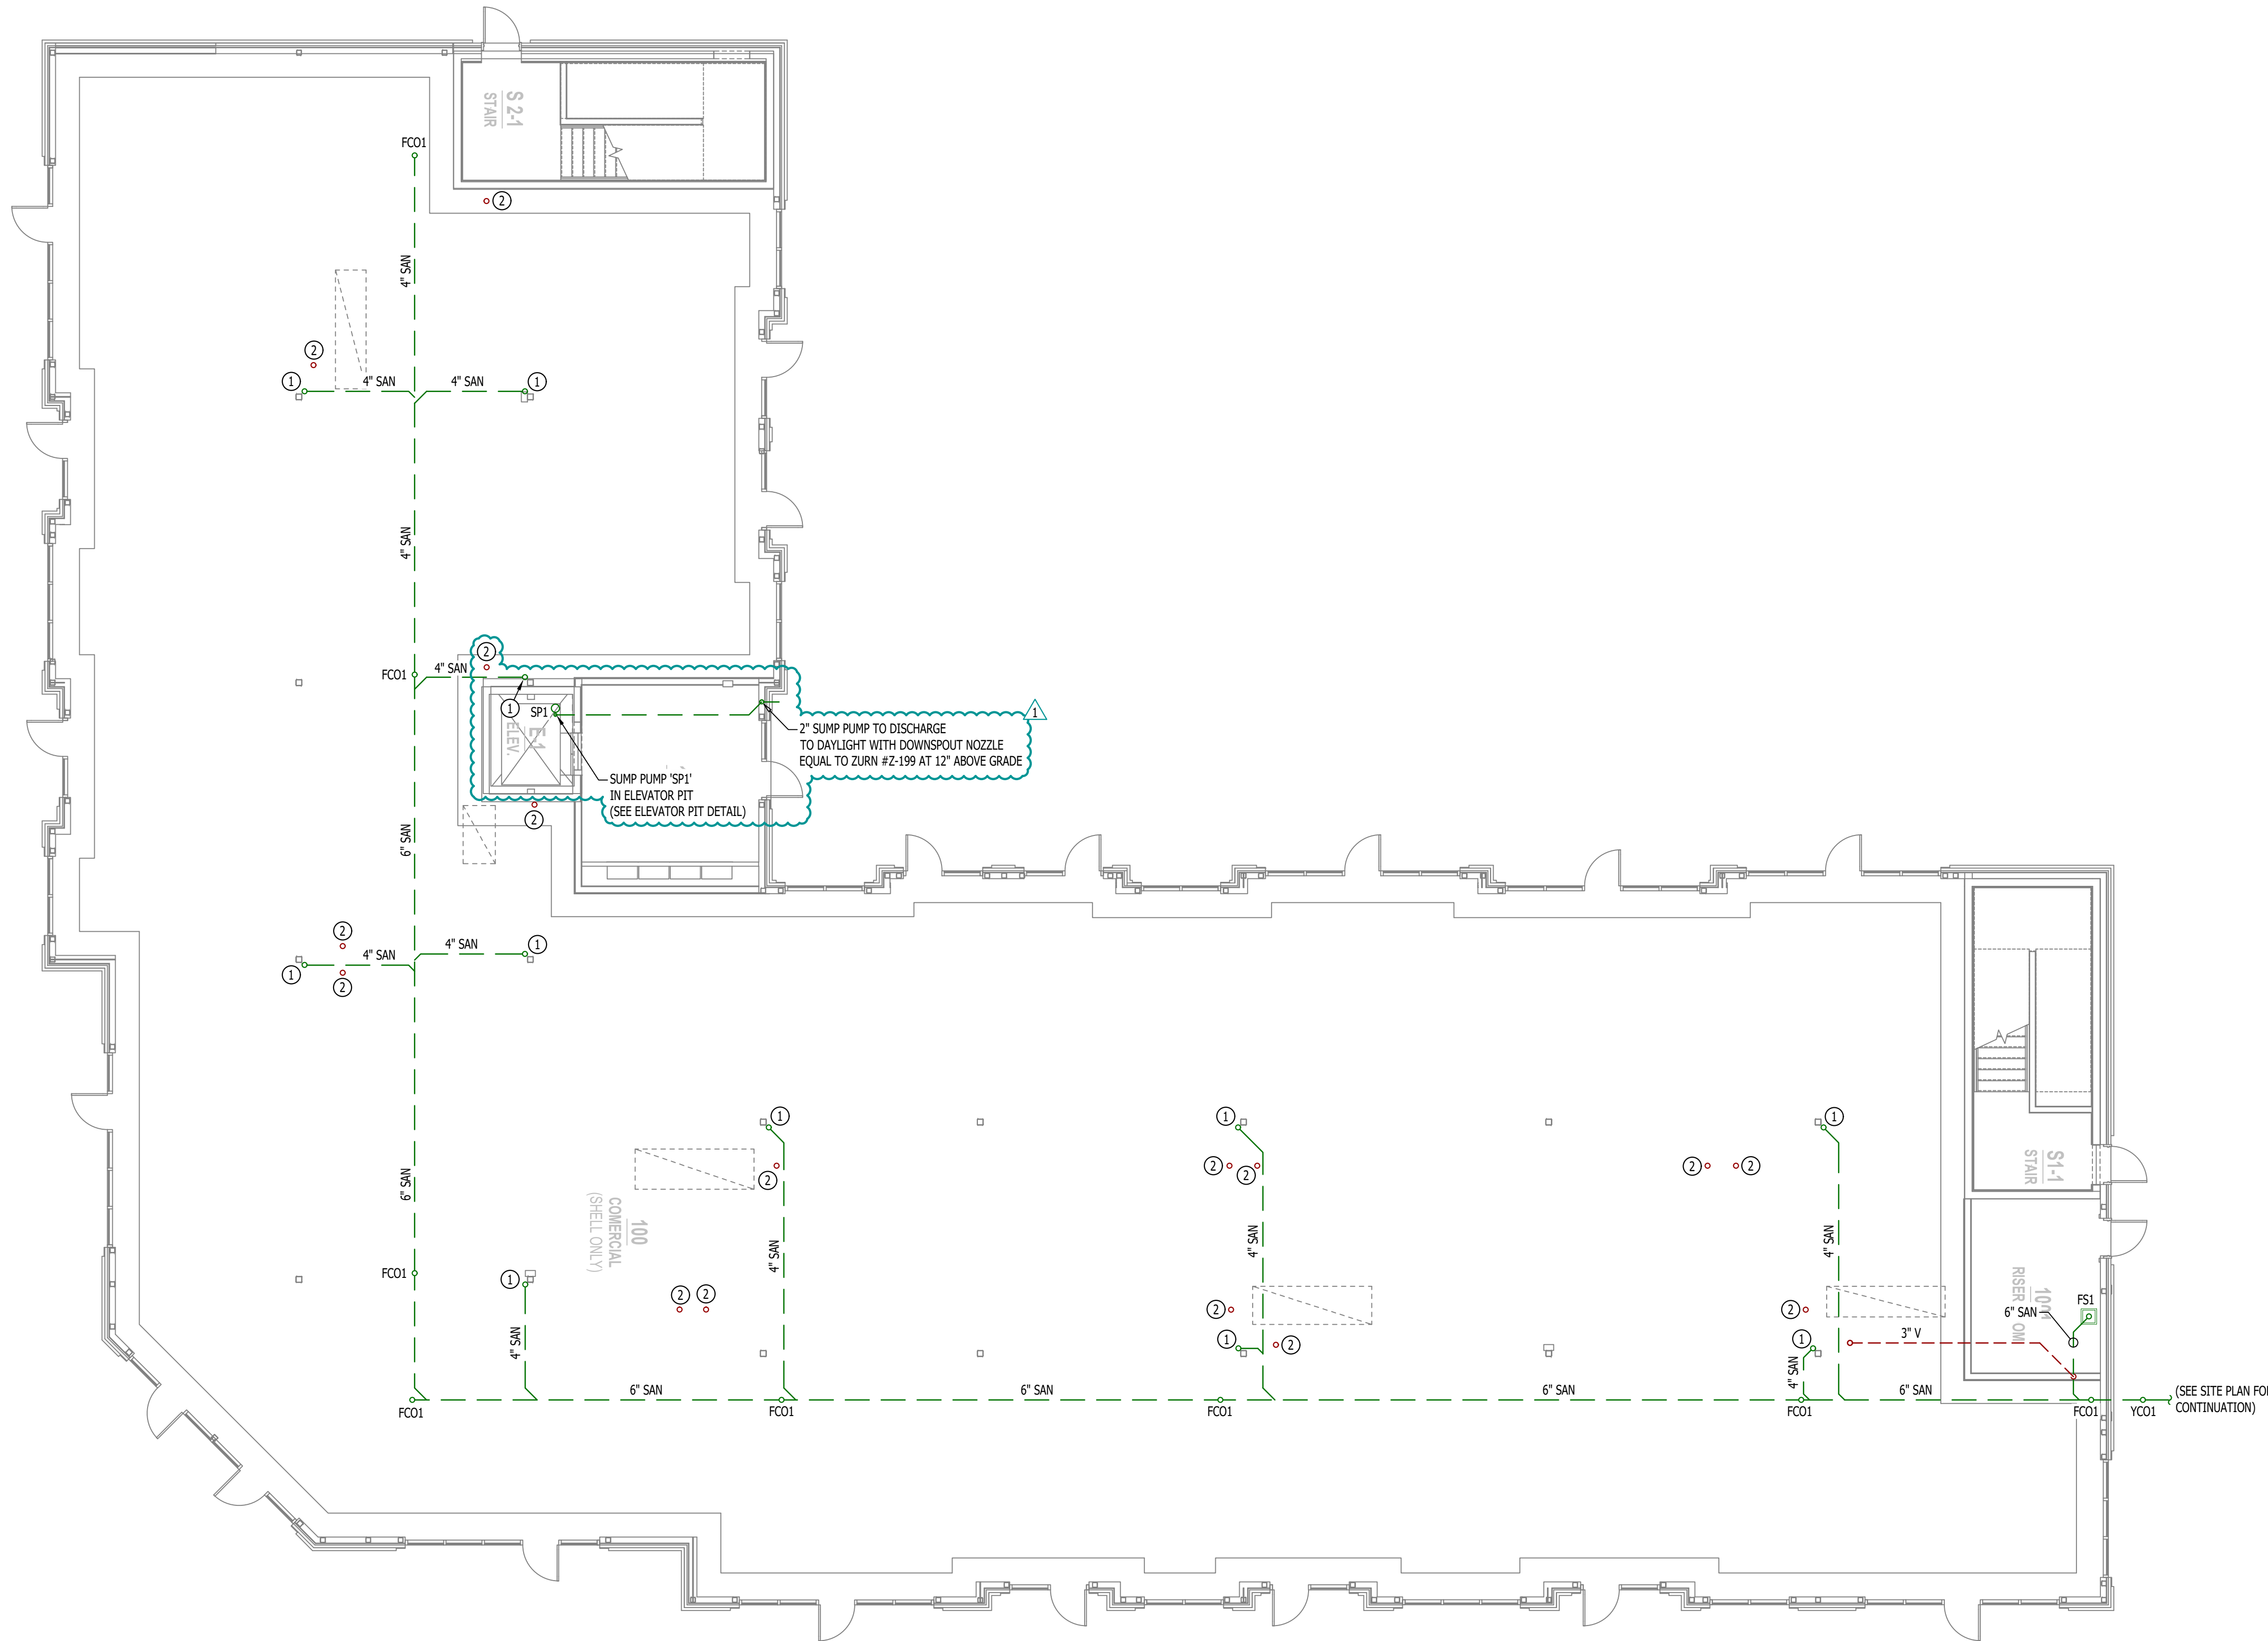 S 2-1
STAIR
FCO1
2
4" SAN
2
1
4" SAN
4" SAN
1
4" SAN
2
FCO1
4" SAN
1
SP1
E-1
ELEV.
1
2" SUMP PUMP TO DISCHARGE
TO DAYLIGHT WITH DOWNSPOUT NOZZLE
EQUAL TO ZURN #Z-199 AT 12" ABOVE GRADE
SUMP PUMP 'SP1'
IN ELEVATOR PIT
(SEE ELEVATOR PIT DETAIL)
2
6" SAN
2
4" SAN
4" SAN
1
1
2
1
1
1
2
2
2
2
2
S1-1
STAIR
6" SAN
100
COMERCIAL
(SHELL ONLY)
4" SAN
4" SAN
4" SAN
FCO1
1
2
2
2
2
RISER
FS1
6" SAN
4" SAN
1
2
1
3" V
4" SAN
6" SAN
6" SAN
6" SAN
6" SAN
(SEE SITE PLAN FO
CONTINUATION)
FCO1
FCO1
FCO1
FCO1
FCO1
YCO1